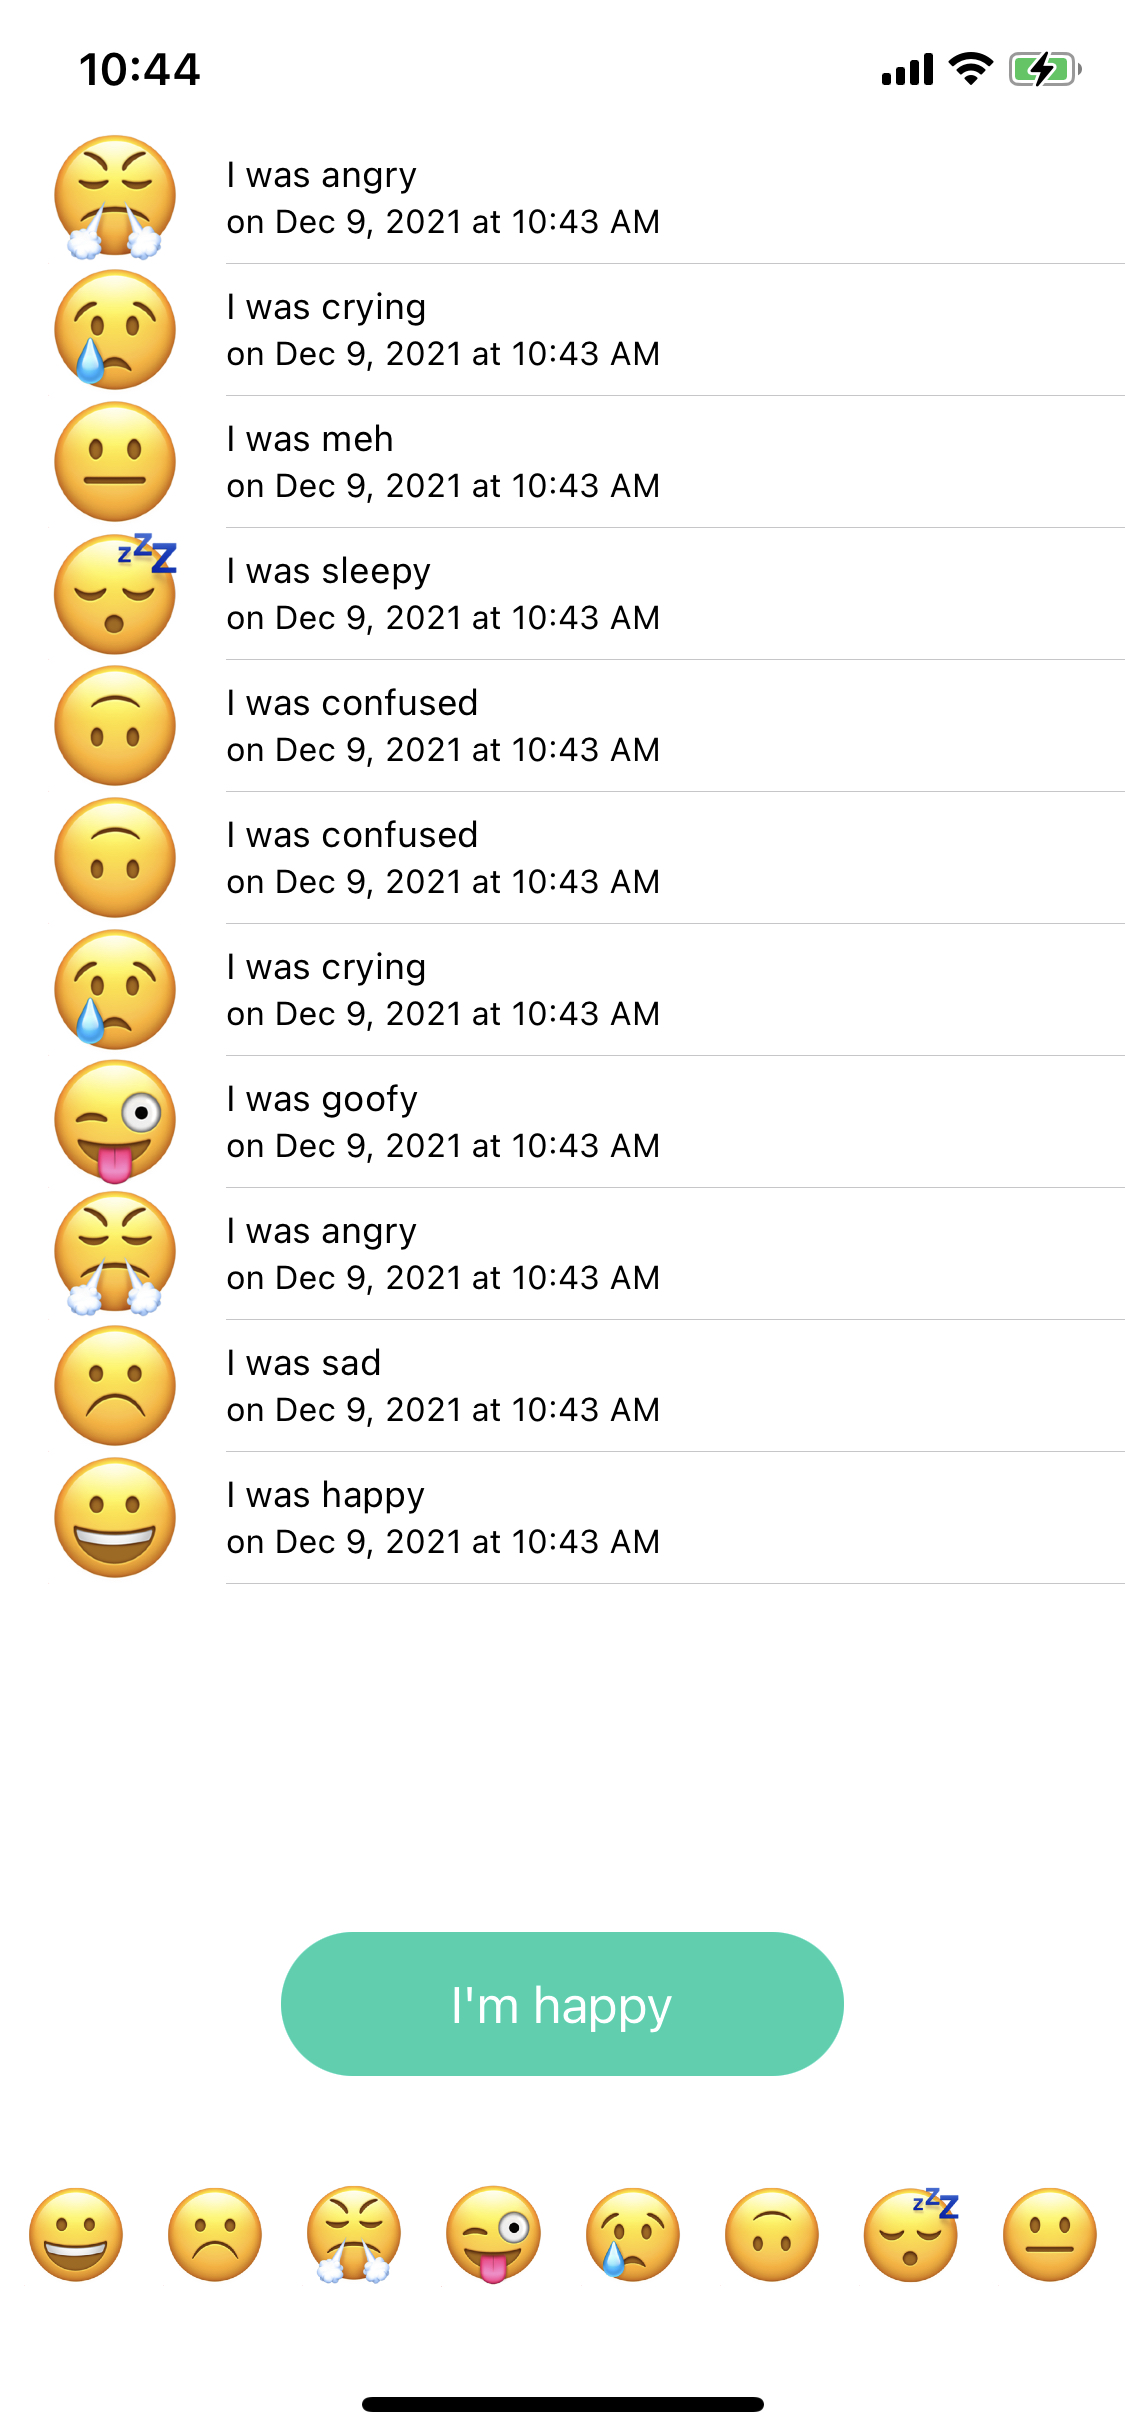 10:44
I was angry
on Dec 9, 2021 at 10:43 AM
I was crying
on Dec 9, 2021 at 10:43 AM
I was meh
on Dec 9, 2021 at 10:43 AM
I was sleepy
on Dec 9, 2021 at 10:43 AM
I was confused
on Dec 9, 2021 at 10:43 AM
I was confused
on Dec 9, 2021 at 10:43 AM
I was crying
on Dec 9, 2021 at 10:43 AM
I was goofy
on Dec 9, 2021 at 10:43 AM
I was angry
on Dec 9, 2021 at 10:43 AM
I was sad
on Dec 9, 2021 at 10:43 AM
I was happy
on Dec 9, 2021 at 10:43 AM
I'm happy